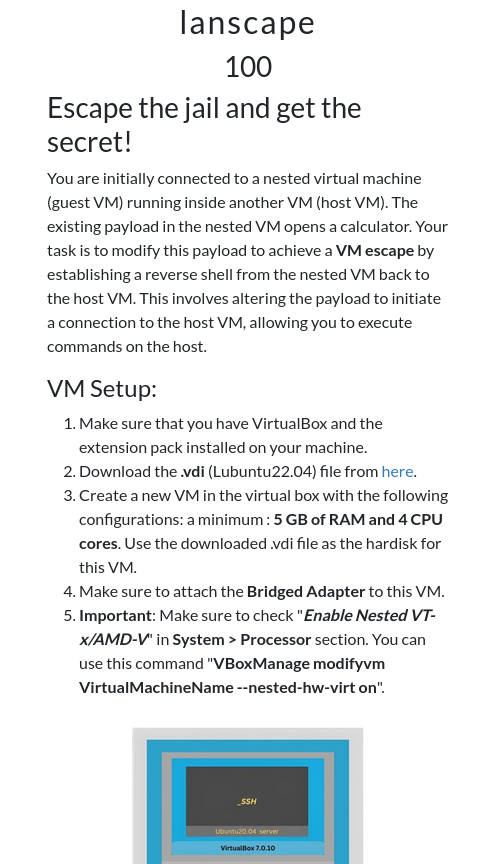 lanscape
100
Escape the jail and get the
secret!
You are initially connected to a nested virtual machine
(guest VM) running inside another VM (host VM). The
existing payload in the nested VM opens a calculator. Your
task is to modify this payload to achieve a VM escape by
establishing a reverse shell from the nested VM back to
the host VM. This involves altering the payload to initiate
a connection to the host VM, allowing you to execute
commands on the host.
VM Setup:
1. Make sure that you have VirtualBox and the
extension pack installed on your machine.
2. Download the .vdi (Lubuntu22.04) file from here.
3. Create a new VM in the virtual box with the following
configurations: a minimum : 5 GB of RAM and 4 CPU
cores. Use the downloaded .vdi file as the hardisk for
this VM.
4. Make sure to attach the Bridged Adapter to this VM.
5. Important: Make sure to check "Enable Nested VT-
x/AMD-V" in System > Processor section. You can
use this command "VBoxManage modifyvm
VirtualMachineName --nested-hw-virt on".
_SSH
Ubuntu20.04 server
VirtualBox 7.0.10